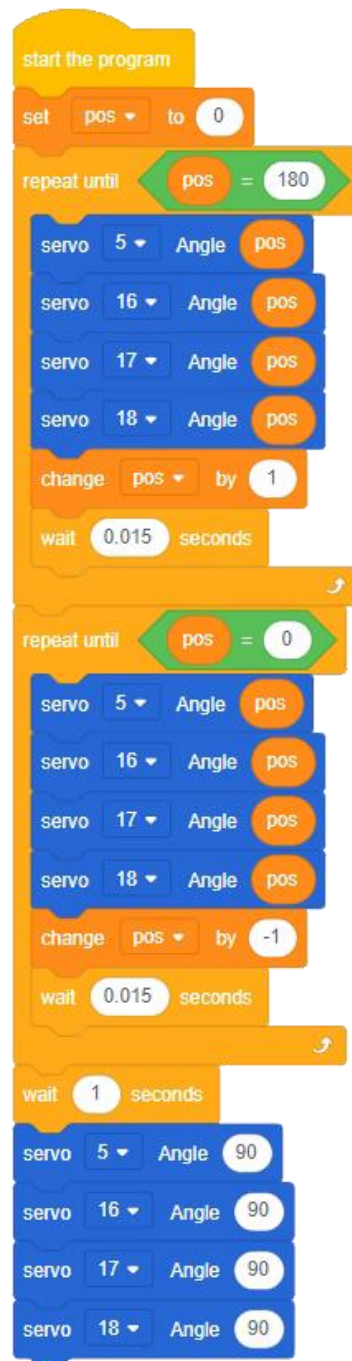 start the program
set pos to 0
repeat until pos = 180
servo 5 Angle pos
servo 16 Angle pos
servo 17 Angle pos
servo 18 Angle pos
change pos by 1
wait 0.015 seconds
repeat until pos = 0
servo 5 Angle pos
servo 16 Angle pos
servo 17 Angle pos
servo 18 Angle pos
change pos by -1
wait 0.015 seconds
wait 1 seconds
servo 5 Angle 90
servo 16 Angle 90
servo 17 Angle 90
servo 18 Angle 90